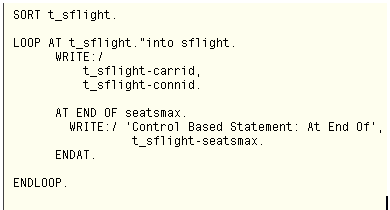 SORT t_sflight.
LOOP AT t_sflight."into sflight.
WRITE:/
t_sflight-carrid,
t_sflight-connid.
AT END OF seatsmax.
WRITE:/ 'Control Based Statement: At End Of',
t_sflight-seatsmax.
ENDAT.
ENDLOOP.